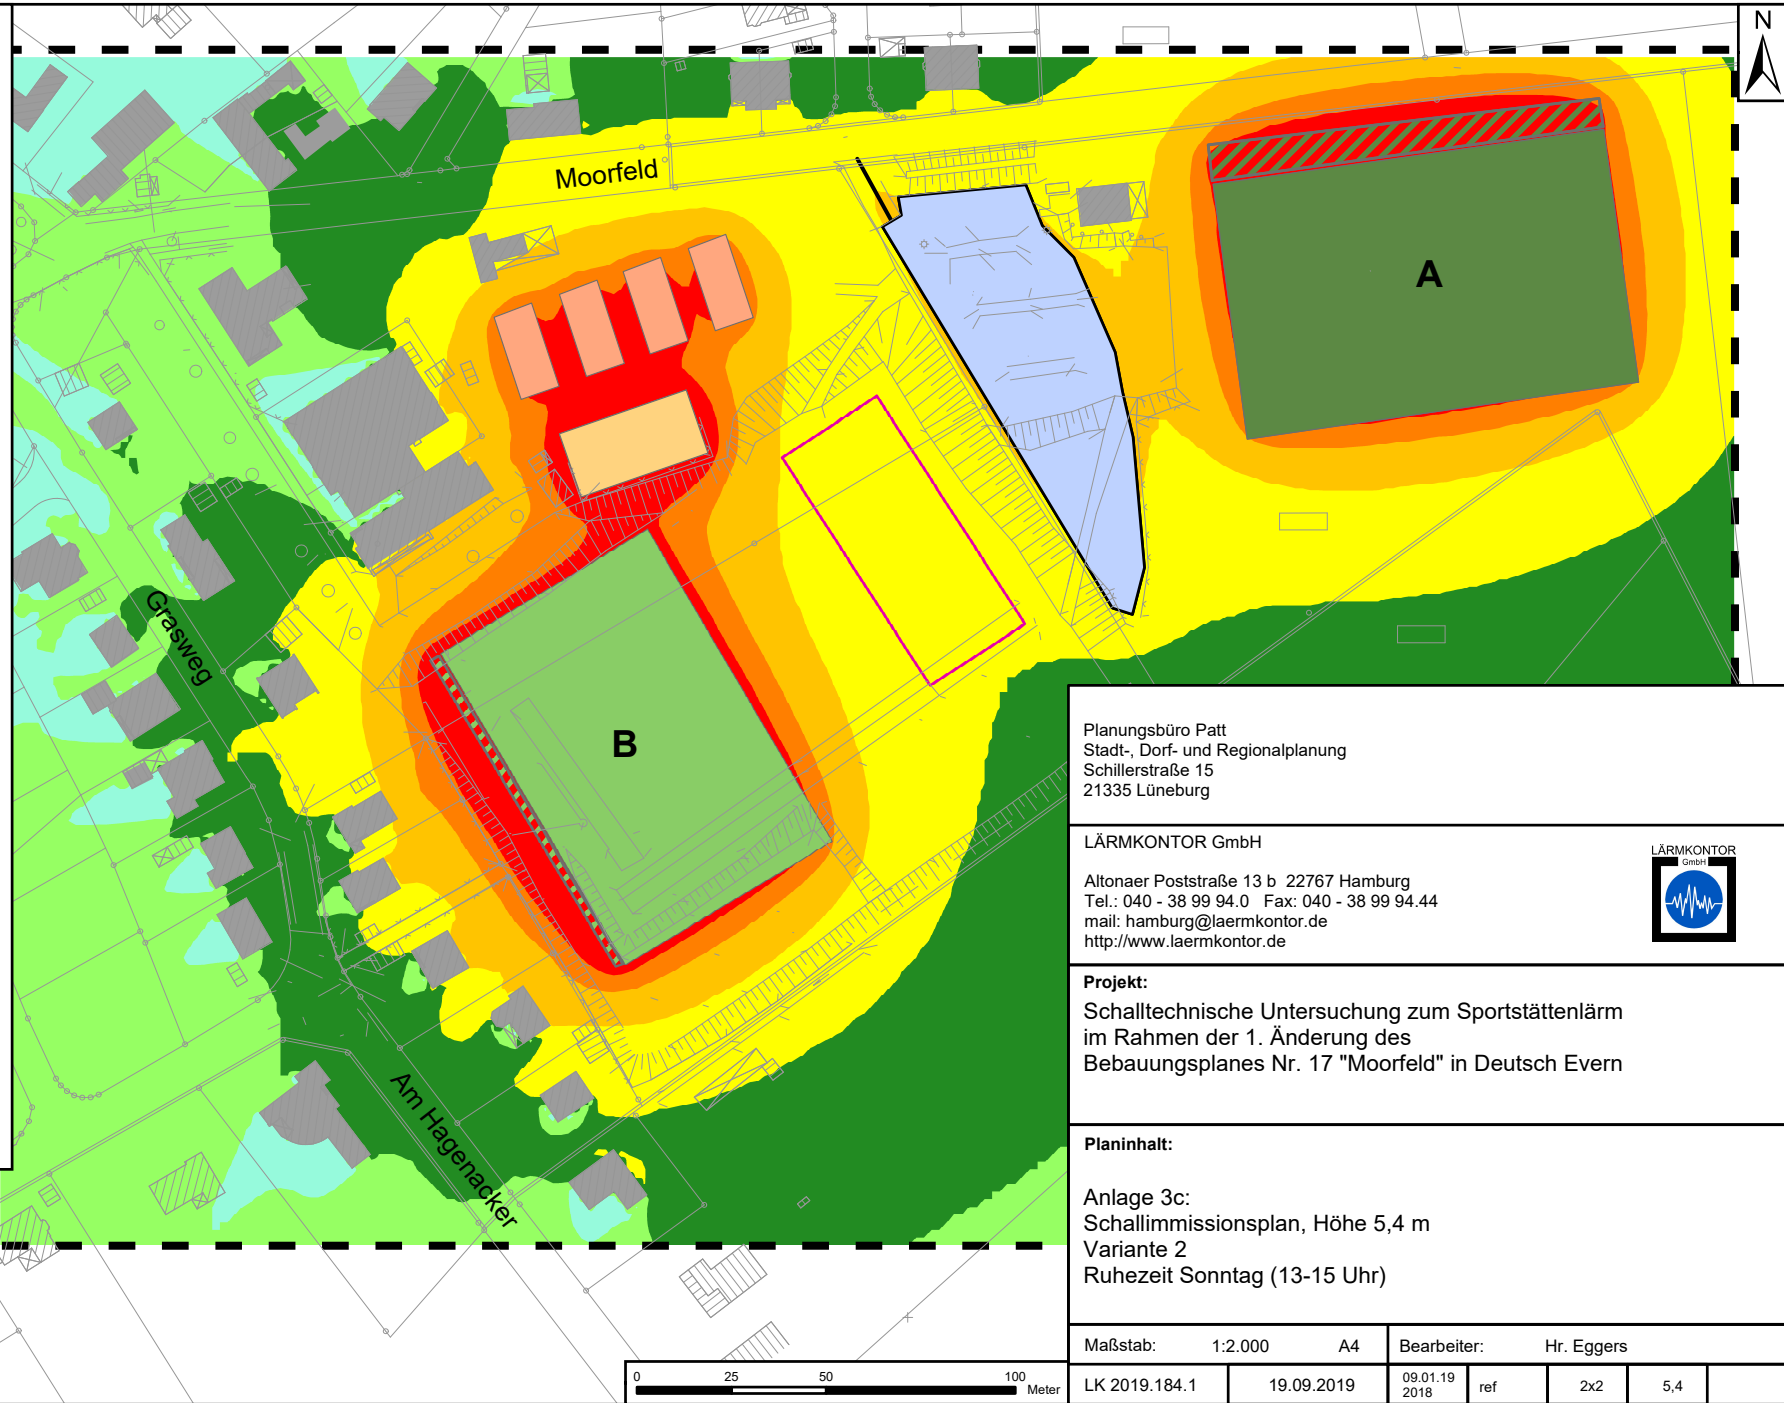 N
Moorfeld
A
Grasweg
B
Am Hagenacker
Planungsbüro Patt
Stadt-, Dorf- und Regionalplanung
Schillerstraße 15
21335 Lüneburg
LÄRMKONTOR GmbH
Altonaer Poststraße 13 b 22767 Hamburg
Tel.: 040 - 38 99 94.0 Fax: 040 - 38 99 94.44
mail: hamburg@laermkontor.de
http://www.laermkontor.de
LÄRMKONTOR
GmbH
Projekt:
Schalltechnische Untersuchung zum Sportstättenlärm
im Rahmen der 1. Änderung des
Bebauungsplanes Nr. 17 "Moorfeld" in Deutsch Evern
Planinhalt:
Anlage 3c:
Schallimmissionsplan, Höhe 5,4 m
Variante 2
Ruhezeit Sonntag (13-15 Uhr)
Maßstab: 1:2.000 A4 Bearbeiter: Hr. Eggers
LK 2019.184.1 19.09.2019 09.01.19 2018 ref 2x2 5,4
0 25 50 100 Meter